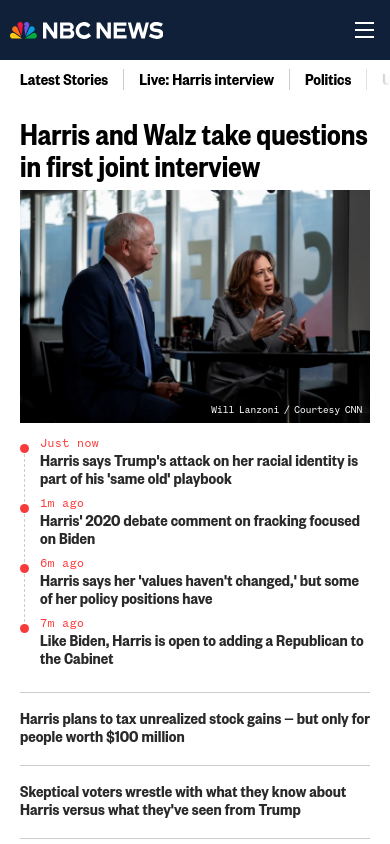 NBC NEWS
Latest Stories
Live: Harris interview
Politics
Harris and Walz take questions
in first joint interview
Will Lanzoni / Courtesy CNN
Just now
Harris says Trump's attack on her racial identity is
part of his 'same old' playbook
1m ago
Harris' 2020 debate comment on fracking focused
on Biden
6m ago
Harris says her 'values haven't changed,' but some
of her policy positions have
7m ago
Like Biden, Harris is open to adding a Republican to
the Cabinet
Harris plans to tax unrealized stock gains — but only for
people worth $100 million
Skeptical voters wrestle with what they know about
Harris versus what they've seen from Trump